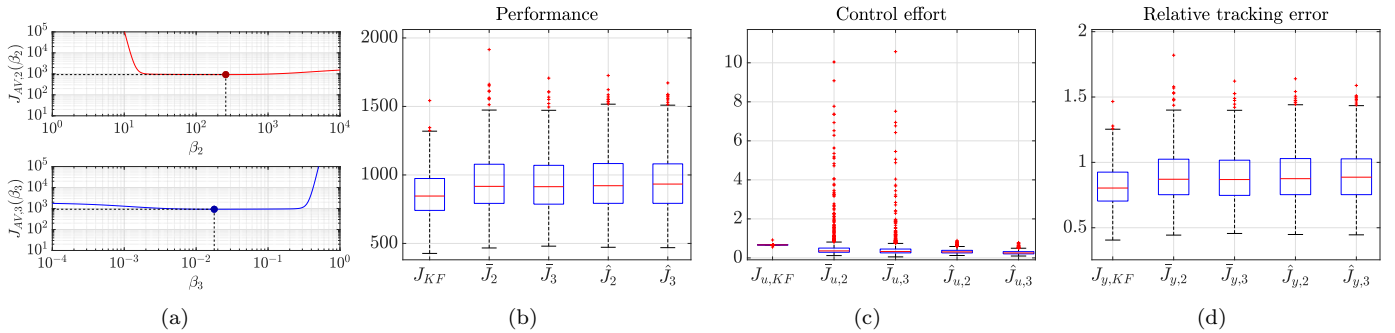 J_{AV,2}(β_2)
10^5
10^4
10^3
10^2
10^1
10^0 10^1 10^2 10^3 10^4
β_2
J_{AV,3}(β_3)
10^5
10^4
10^3
10^2
10^1
10^{-4} 10^{-3} 10^{-2} 10^{-1} 10^0
β_3
(a)
Performance
2000
1500
1000
500
J_{KF} J̄_2 J̄_3 Ĵ_2 Ĵ_3
(b)
Control effort
10
8
6
4
2
0
J_{u,KF} J̄_{u,2} J̄_{u,3} Ĵ_{u,2} Ĵ_{u,3}
(c)
Relative tracking error
2
1.5
1
0.5
J_{y,KF} J̄_{y,2} J̄_{y,3} Ĵ_{y,2} Ĵ_{y,3}
(d)